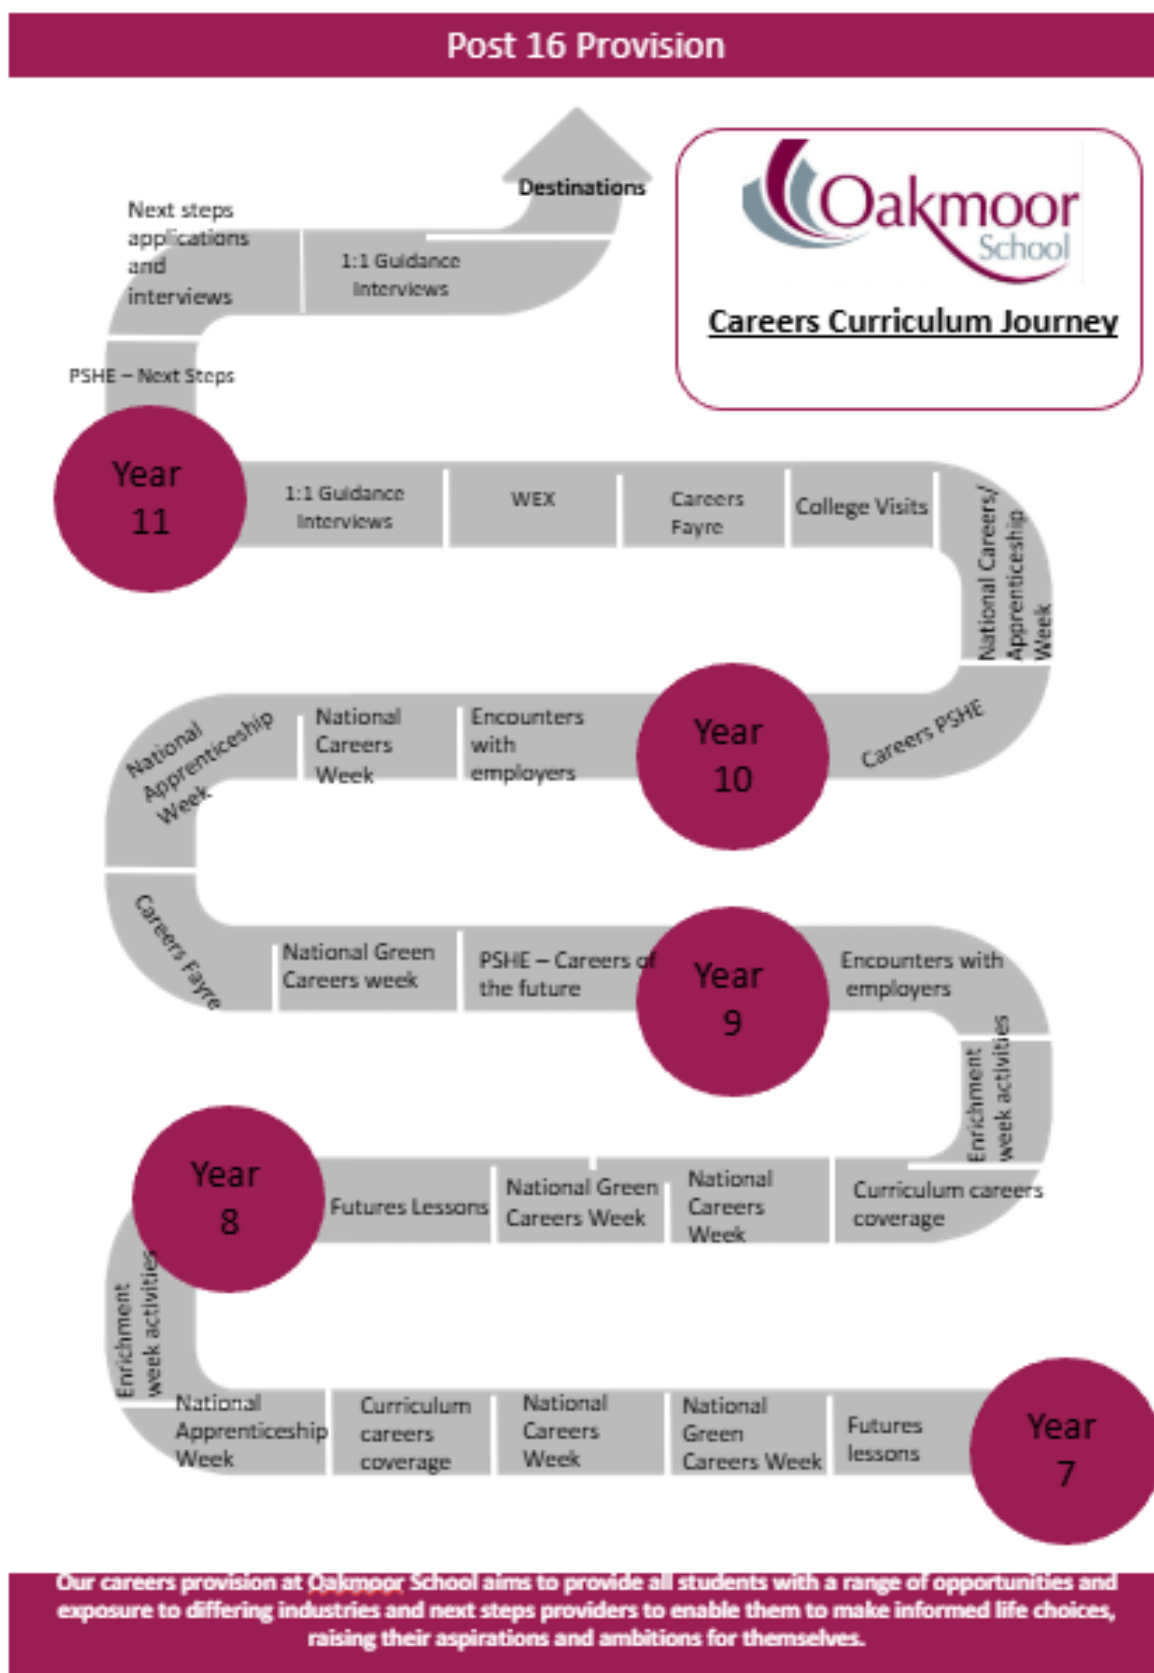 Post 16 Provision
Oakmoor
School
Careers Curriculum Journey
Destinations
Next steps
applications
and
interviews
1:1 Guidance
Interviews
PSHE – Next Steps
Year
11
1:1 Guidance
Interviews
WEX
Careers
Fayre
College Visits
National Careers/
Apprenticeship
Week
National
Apprenticeship
Week
National
Careers
Week
Encounters
with
employers
Year
10
Careers PSHE
Careers Fayre
National Green
Careers week
PSHE – Careers of
the future
Year
9
Encounters with
employers
Enrichment
week activities
Year
8
Futures Lessons
National Green
Careers Week
National
Careers
Week
Curriculum careers
coverage
Enrichment
week activities
National
Apprenticeship
Week
Curriculum
careers
coverage
National
Careers
Week
National
Green
Careers Week
Futures
lessons
Year
7
Our careers provision at Oakmoor School aims to provide all students with a range of opportunities and
exposure to differing industries and next steps providers to enable them to make informed life choices,
raising their aspirations and ambitions for themselves.